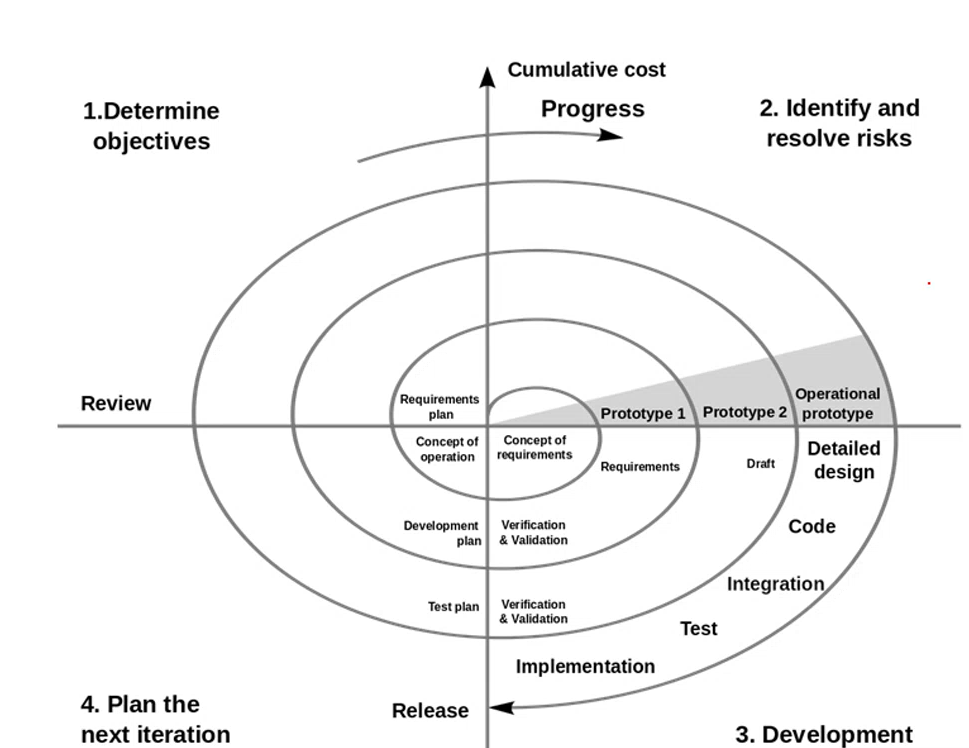 Cumulative cost
Progress
1.Determine
objectives
2. Identify and
resolve risks
Review
Requirements
plan
Prototype 1
Prototype 2
Operational
prototype
Concept of
operation
Concept of
requirements
Requirements
Draft
Detailed
design
Development
plan
Verification
& Validation
Code
Integration
Test plan
Verification
& Validation
Test
Implementation
Release
4. Plan the
next iteration
3. Development